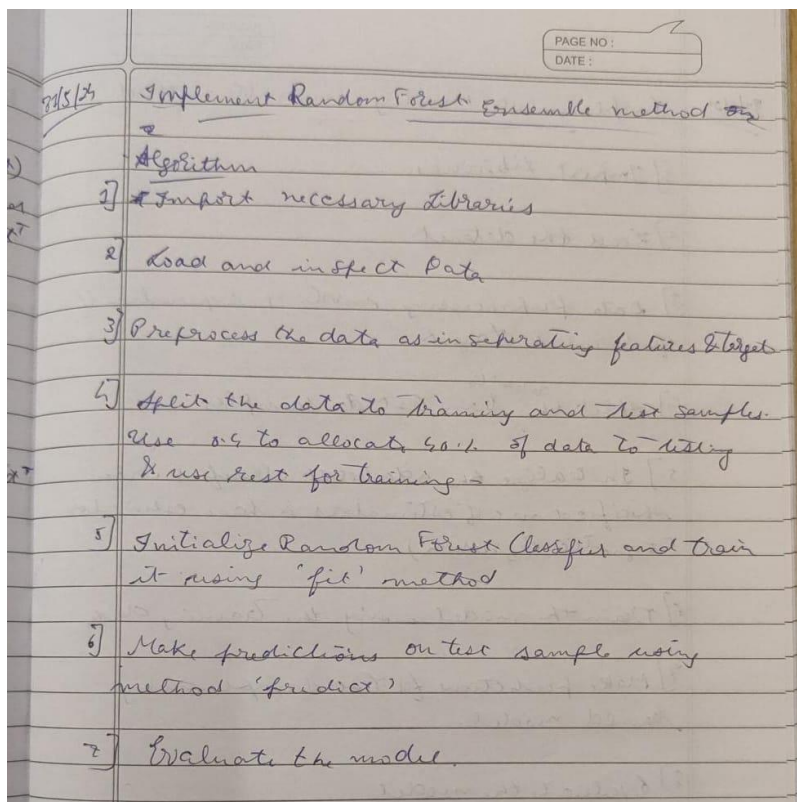 PAGE NO :
DATE :
31/5/24
Implement Random Forest Ensemble method
Algorithm
1] Import necessary Libraries
2] Load and inspect Data
3] Preprocess the data as in seperating features & target
4] Split the data to training and test samples.
Use to allocate of data to testing
& use rest for training
5] Initialize Random Forest Classifier and train
it using 'fit' method
6] Make predictions on test sample using
method 'predict'
7] Evaluate the model.